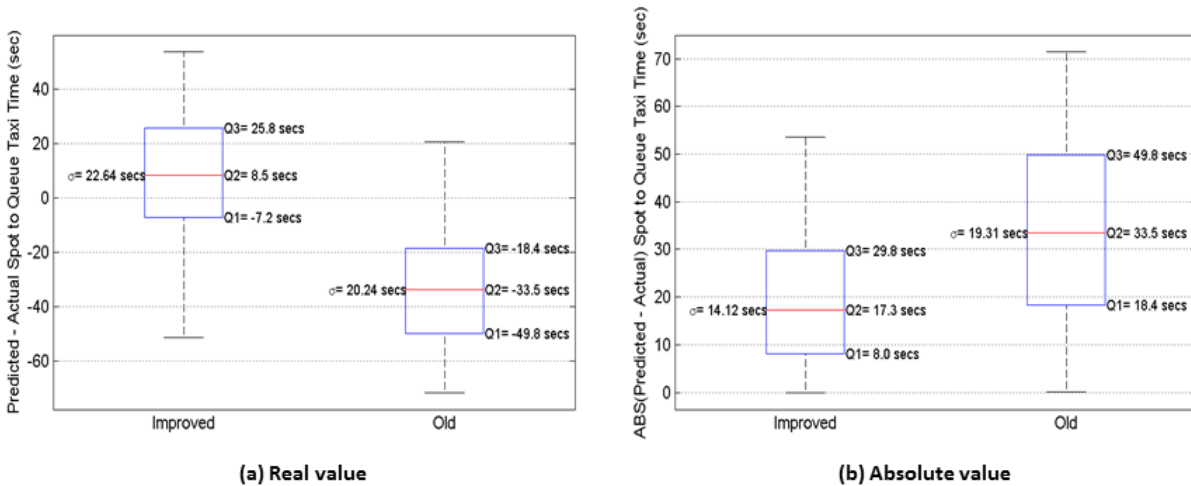 Predicted - Actual Spot to Queue Taxi Time (sec)
40
20
0
-20
-40
-60
Q3= 25.8 secs
σ= 22.64 secs
Q2= 8.5 secs
Q1= -7.2 secs
Q3= -18.4 secs
σ= 20.24 secs
Q2= -33.5 secs
Q1= -49.8 secs
Improved
Old
(a) Real value
ABS(Predicted - Actual) Spot to Queue Taxi Time (sec)
70
60
50
40
30
20
10
0
Q3= 29.8 secs
σ= 14.12 secs
Q2= 17.3 secs
Q1= 8.0 secs
Q3= 49.8 secs
σ= 19.31 secs
Q2= 33.5 secs
Q1= 18.4 secs
Improved
Old
(b) Absolute value